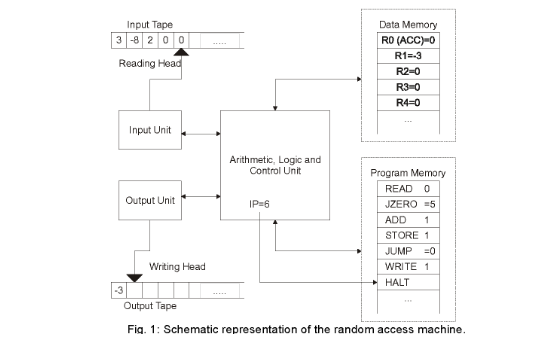 Input Tape
3 -8 2 0 0 .....
Reading Head
Input Unit
Output Unit
Arithmetic, Logic and
Control Unit
IP=6
Writing Head
-3 .....
Output Tape
Data Memory
R0 (ACC)=0
R1=-3
R2=0
R3=0
R4=0
...
Program Memory
READ 0
JZERO =5
ADD 1
STORE 1
JUMP =0
WRITE 1
HALT
...
Fig. 1: Schematic representation of the random access machine.